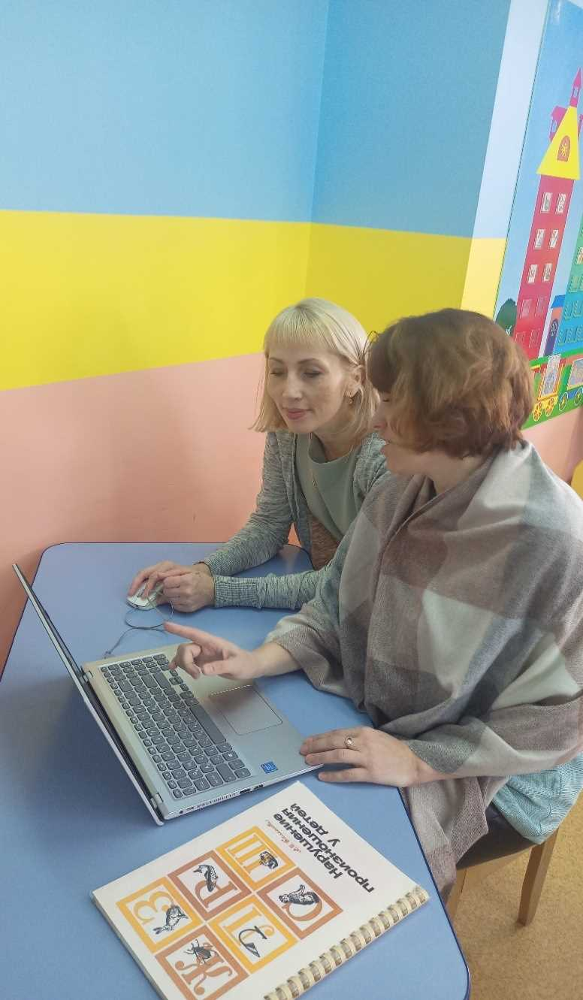 Нарушение
произношения
у детей
С Ш
Л Р
Ж З